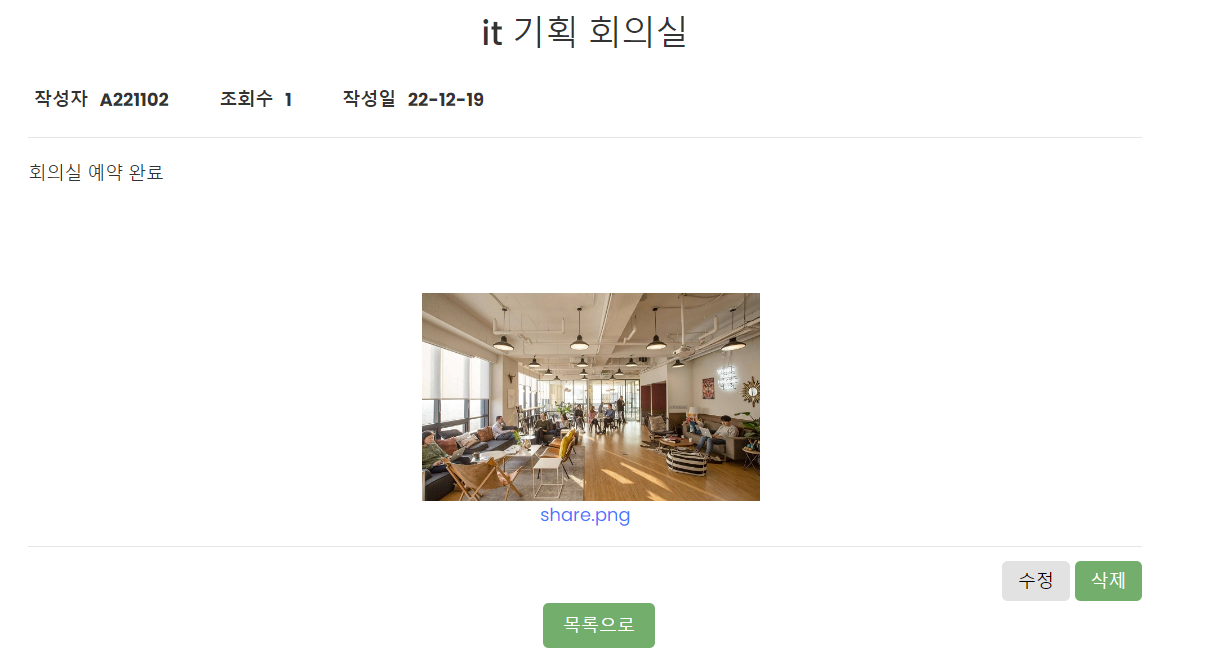 it 기획 회의실
작성자 A221102 조회수 1 작성일 22-12-19
회의실 예약 완료
share.png
수정 삭제
목록으로